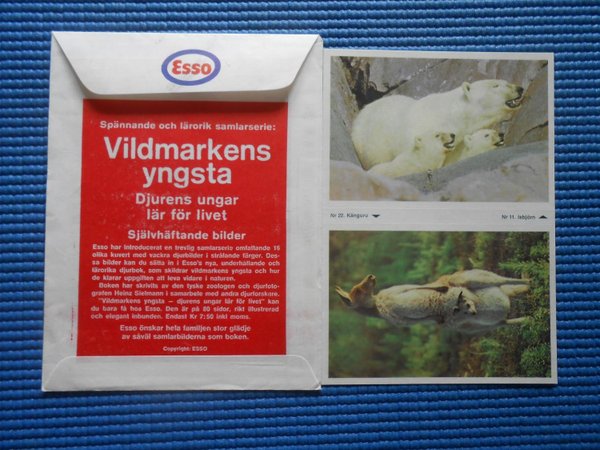 Esso
Spännande och lärorik samlarserie:
Vildmarkens
yngsta
Djurens ungar
lär för livet
Självhäftande bilder
Esso har introducerat en trevlig samlarserie omfattande 16
olika kuvert med vackra djurbilder i strålande färger. Des-
sa bilder kan du sätta in i Esso's nya, underhållande och
lärorika djurbok, som skildrar vildmarkens yngsta och hur
de klarar uppgiften att leva vidare i naturen.
Boken har skrivits av den tyske zoologen och djurfoto-
grafen Heinz Sielmann i samarbete med andra djurforskare.
"Vildmarkens yngsta – djurens ungar lär för livet" kan
du bara få hos Esso. Den är på 80 sidor, rikt illustrerad
och elegant inbunden. Endast Kr 7:50 inkl moms.
Esso önskar hela familjen stor glädje
av såväl samlarbilderna som boken.
Copyright: ESSO
Nr 22. Känguru
Nr 11. Isbjörn